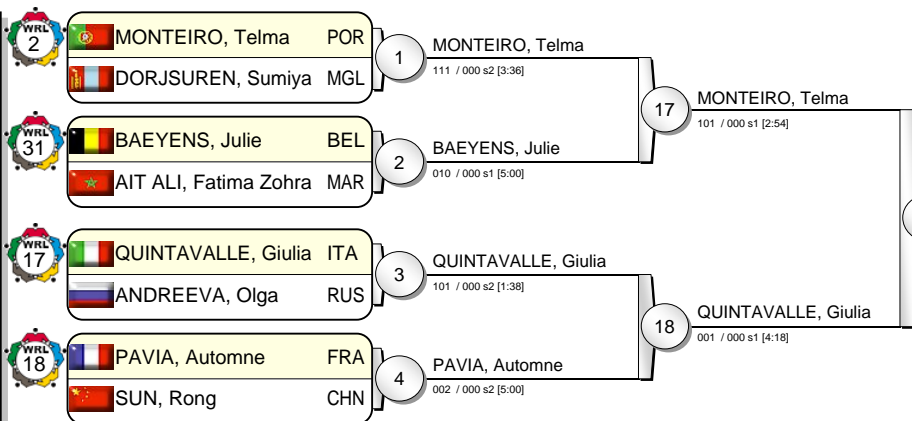 WRL
2
MONTEIRO, Telma POR
DORJSUREN, Sumiya MGL
1
MONTEIRO, Telma
111 / 000 s2 [3:36]
WRL
31
BAEYENS, Julie BEL
AIT ALI, Fatima Zohra MAR
2
BAEYENS, Julie
010 / 000 s1 [5:00]
17
MONTEIRO, Telma
101 / 000 s1 [2:54]
WRL
17
QUINTAVALLE, Giulia ITA
ANDREEVA, Olga RUS
3
QUINTAVALLE, Giulia
101 / 000 s2 [1:38]
WRL
18
PAVIA, Automne FRA
SUN, Rong CHN
4
PAVIA, Automne
002 / 000 s2 [5:00]
18
QUINTAVALLE, Giulia
001 / 000 s1 [4:18]